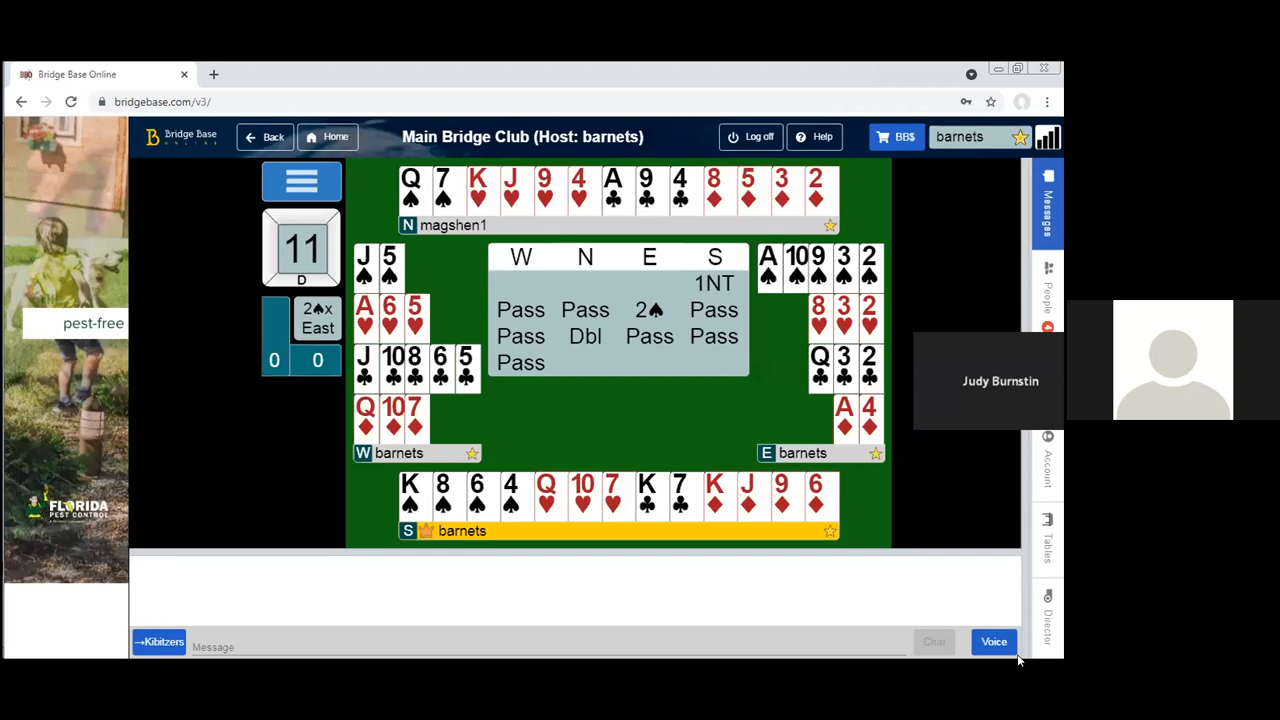 Bridge Base Online
bridgebase.com/v3/
Bridge Base
ONLINE
Back
Home
Main Bridge Club (Host: barnets)
Log off
Help
BB$
barnets
11
D
2♠x
East
0 0
Q 7 K J 9 4 A 9 4 8 5 3 2
N magshen1
J 5
A 6 5
J 10 8 6 5
Q 10 7
W barnets
W N E S
1NT
Pass Pass 2♠ Pass
Pass Dbl Pass Pass
Pass
A 10 9 3 2
8 3 2
Q 3 2
A 4
E barnets
K 8 6 4 Q 10 7 K 7 K J 9 6
S barnets
Messages
People
4
Account
Tables
Director
Judy Burnstin
pest-free
FLORIDA
PEST CONTROL
→Kibitzers
Message
Chat
Voice